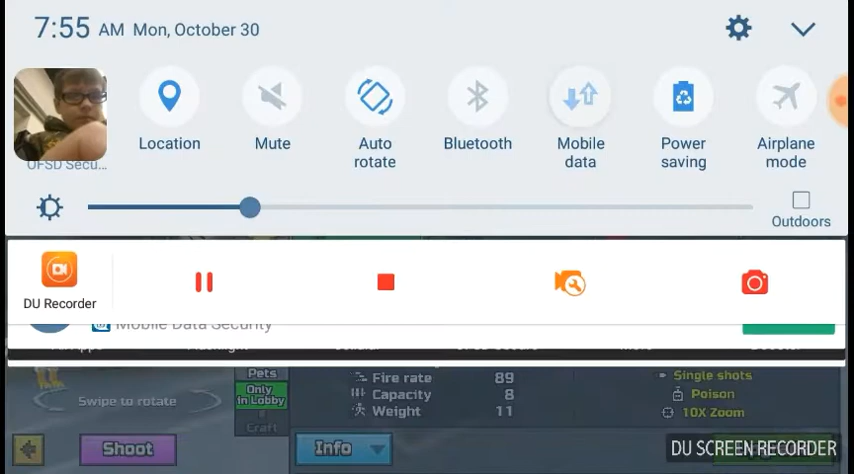 7:55 AM Mon, October 30
Location
Mute
Auto rotate
Bluetooth
Mobile data
Power saving
Airplane mode
OFSD Secu...
Outdoors
DU Recorder
Mobile Data Security
Pets
Only in Lobby
Craft
Swipe to rotate
Fire rate 89
Capacity 8
Weight 11
Single shots
Poison
10X Zoom
Shoot
Info
DU SCREEN RECORDER